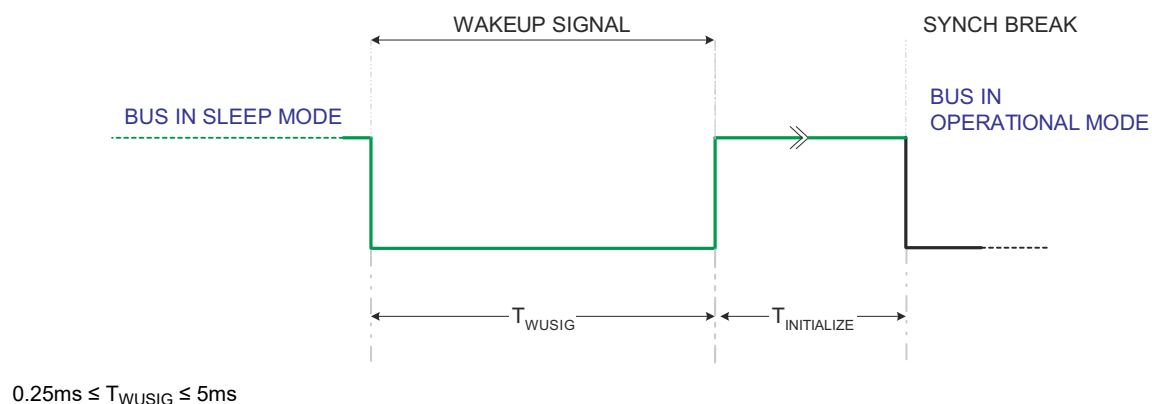 WAKEUP SIGNAL
SYNCH BREAK
BUS IN SLEEP MODE
BUS IN
OPERATIONAL MODE
TWUSIG
TINITIALIZE
0.25ms ≤ TWUSIG ≤ 5ms